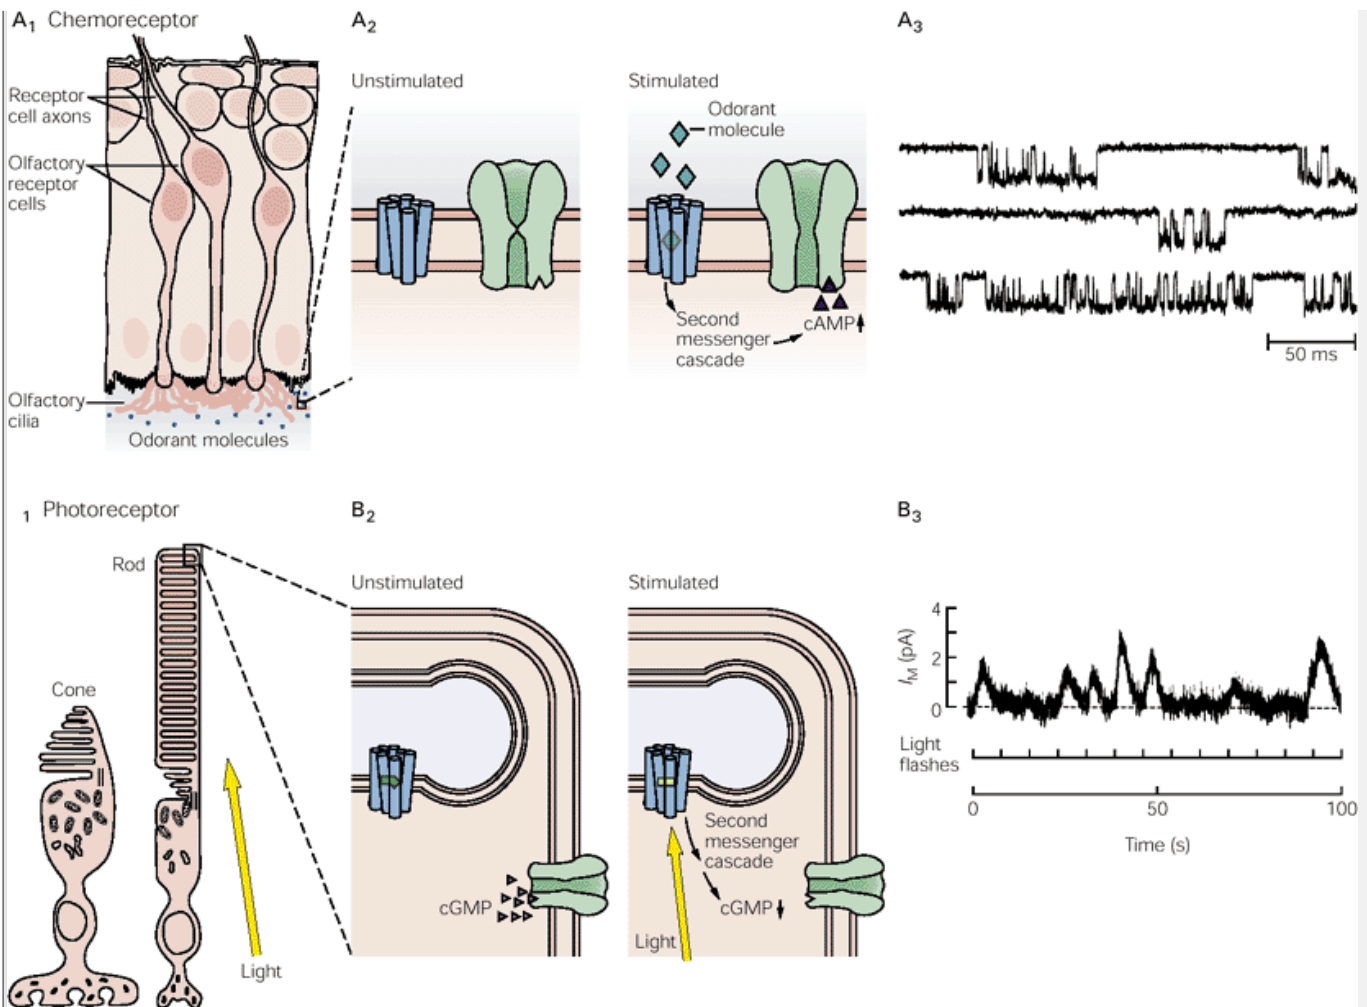 A1 Chemoreceptor
Receptor
cell axons
Olfactory
receptor
cells
Olfactory
cilia
Odorant molecules
A2
Unstimulated
Stimulated
Odorant
molecule
Second
messenger
cascade
cAMP
A3
50 ms
1 Photoreceptor
Rod
Cone
Light
B2
Unstimulated
cGMP
Stimulated
Second
messenger
cascade
cGMP
Light
B3
4
2
0
IM (pA)
Light
flashes
0 50 100
Time (s)